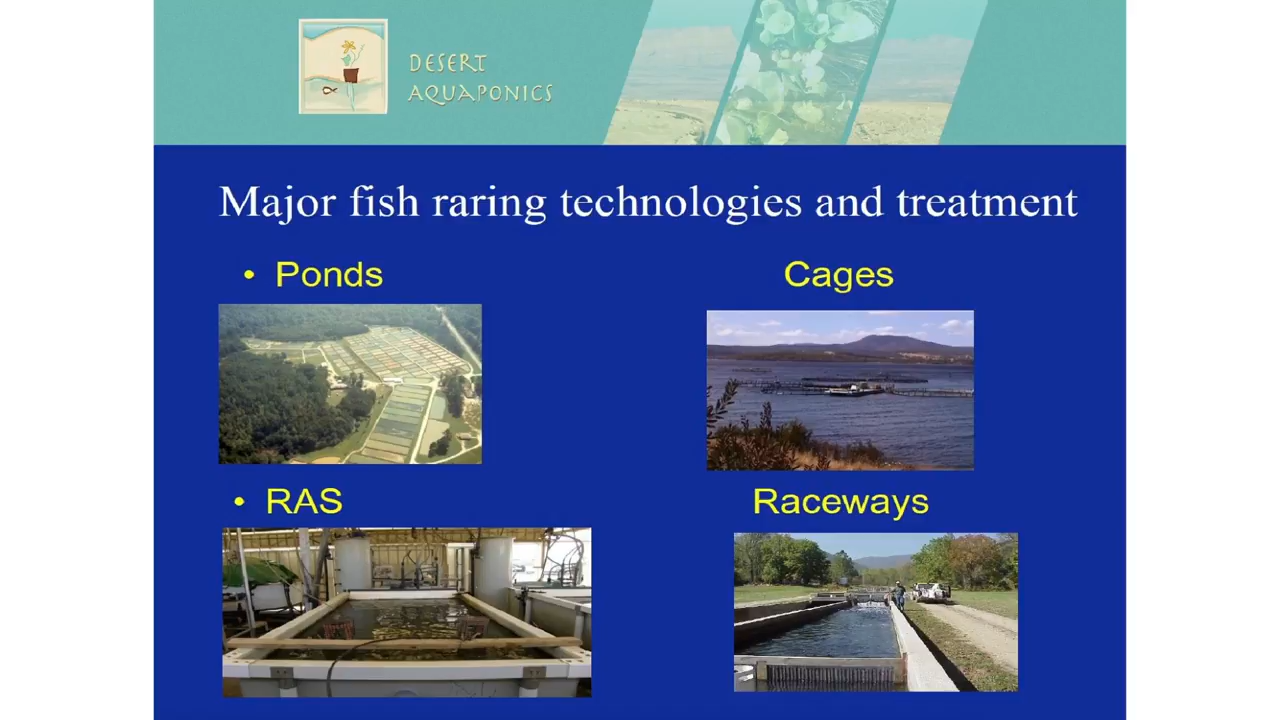 DESERT
AQUAPONICS
Major fish raring technologies and treatment
• Ponds
Cages
• RAS
Raceways